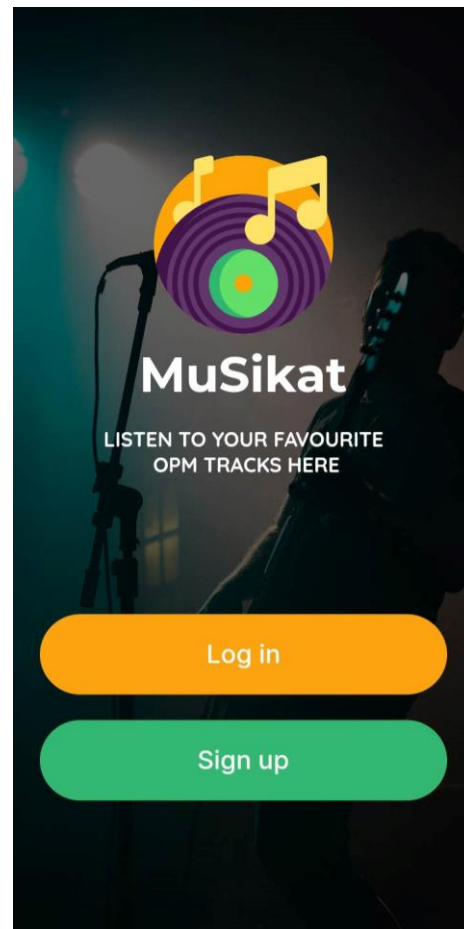 MuSikat
LISTEN TO YOUR FAVOURITE
OPM TRACKS HERE
Log in
Sign up